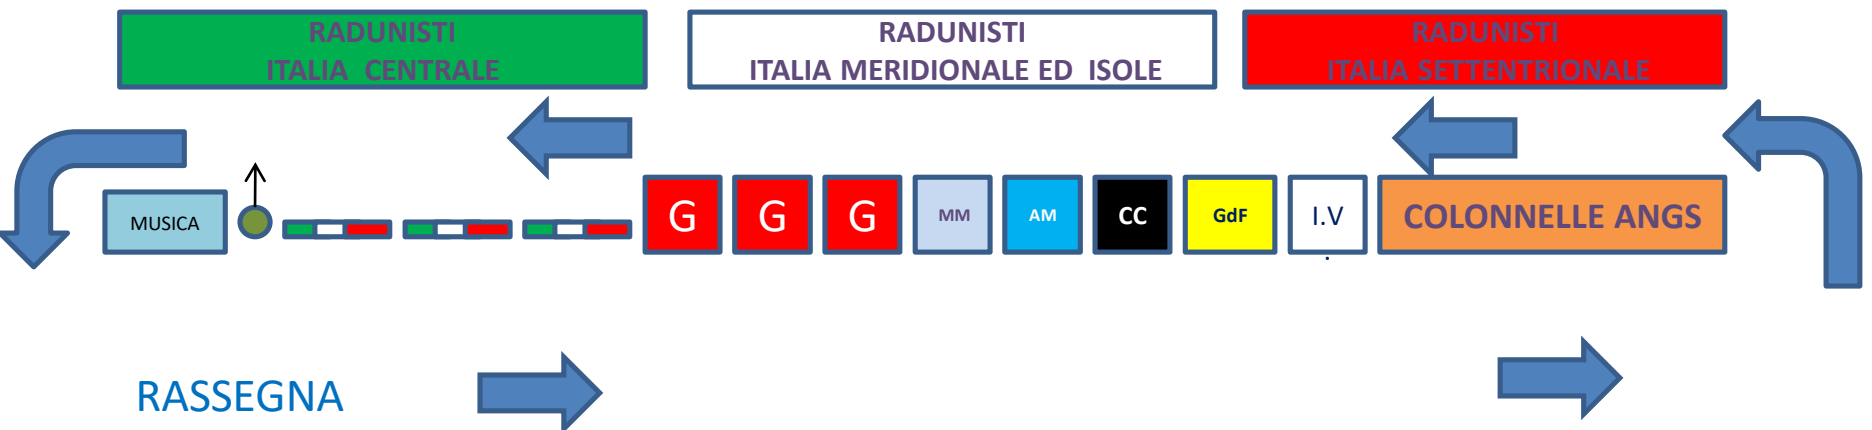 RADUNISTI
ITALIA CENTRALE
RADUNISTI
ITALIA MERIDIONALE ED ISOLE
RADUNISTI
ITALIA SETTENTRIONALE
MUSICA
G
G
G
MM
AM
CC
GdF
I.V
.
COLONNELLE ANGS
RASSEGNA